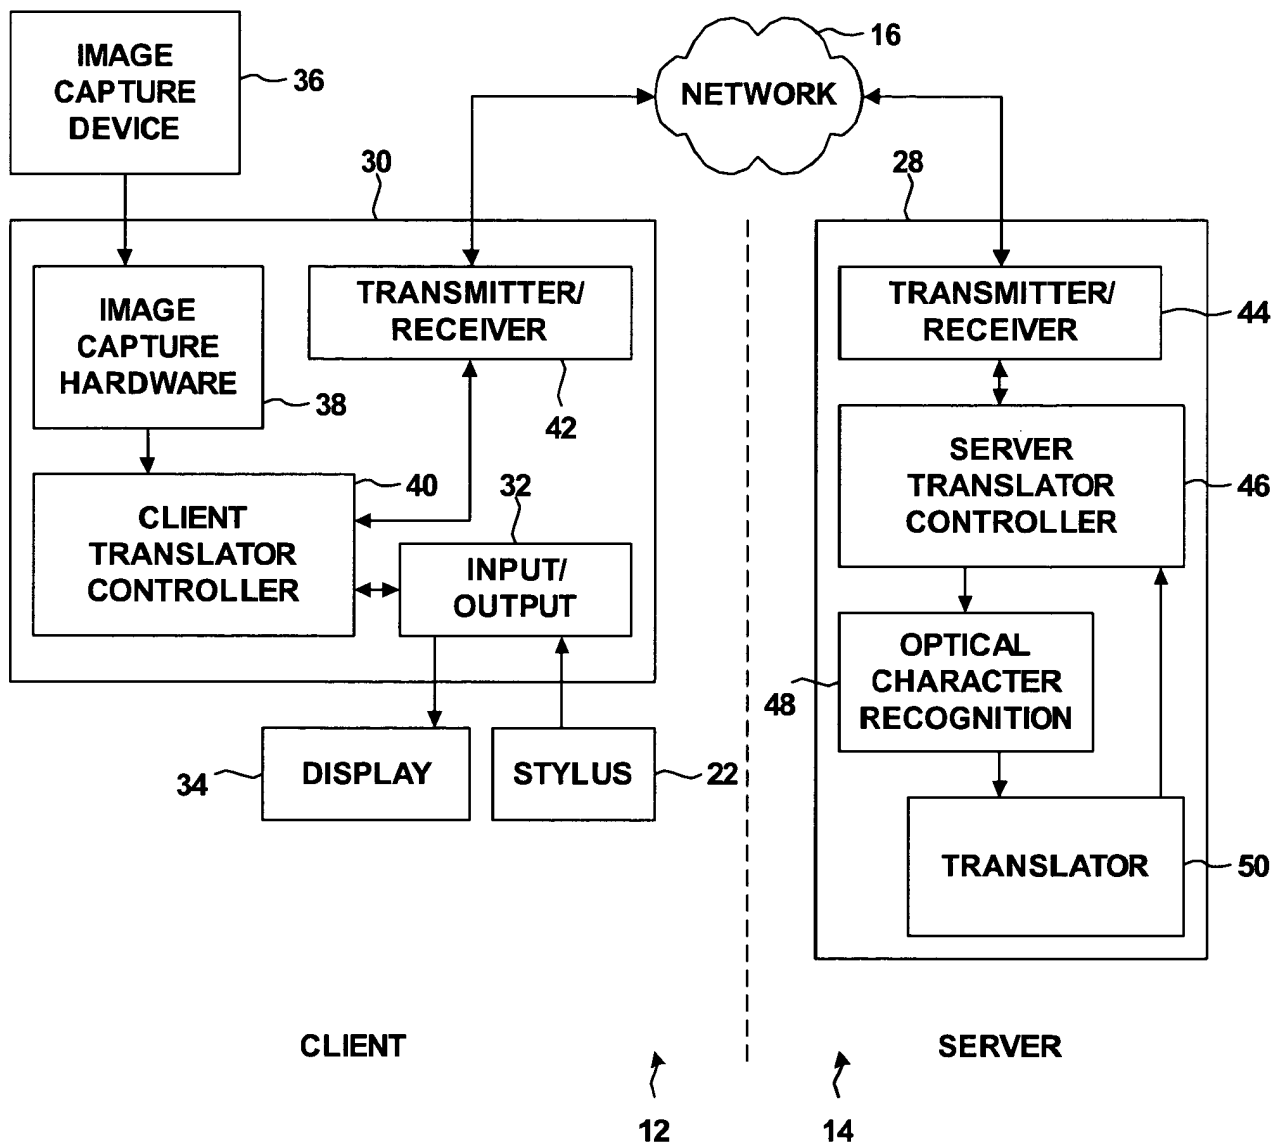 IMAGE
CAPTURE
DEVICE
36
16
NETWORK
30
28
IMAGE
CAPTURE
HARDWARE
38
TRANSMITTER/
RECEIVER
42
TRANSMITTER/
RECEIVER
44
40
CLIENT
TRANSLATOR
CONTROLLER
32
INPUT/
OUTPUT
SERVER
TRANSLATOR
CONTROLLER
46
OPTICAL
CHARACTER
RECOGNITION
48
34
DISPLAY
STYLUS
22
TRANSLATOR
50
CLIENT
SERVER
12
14